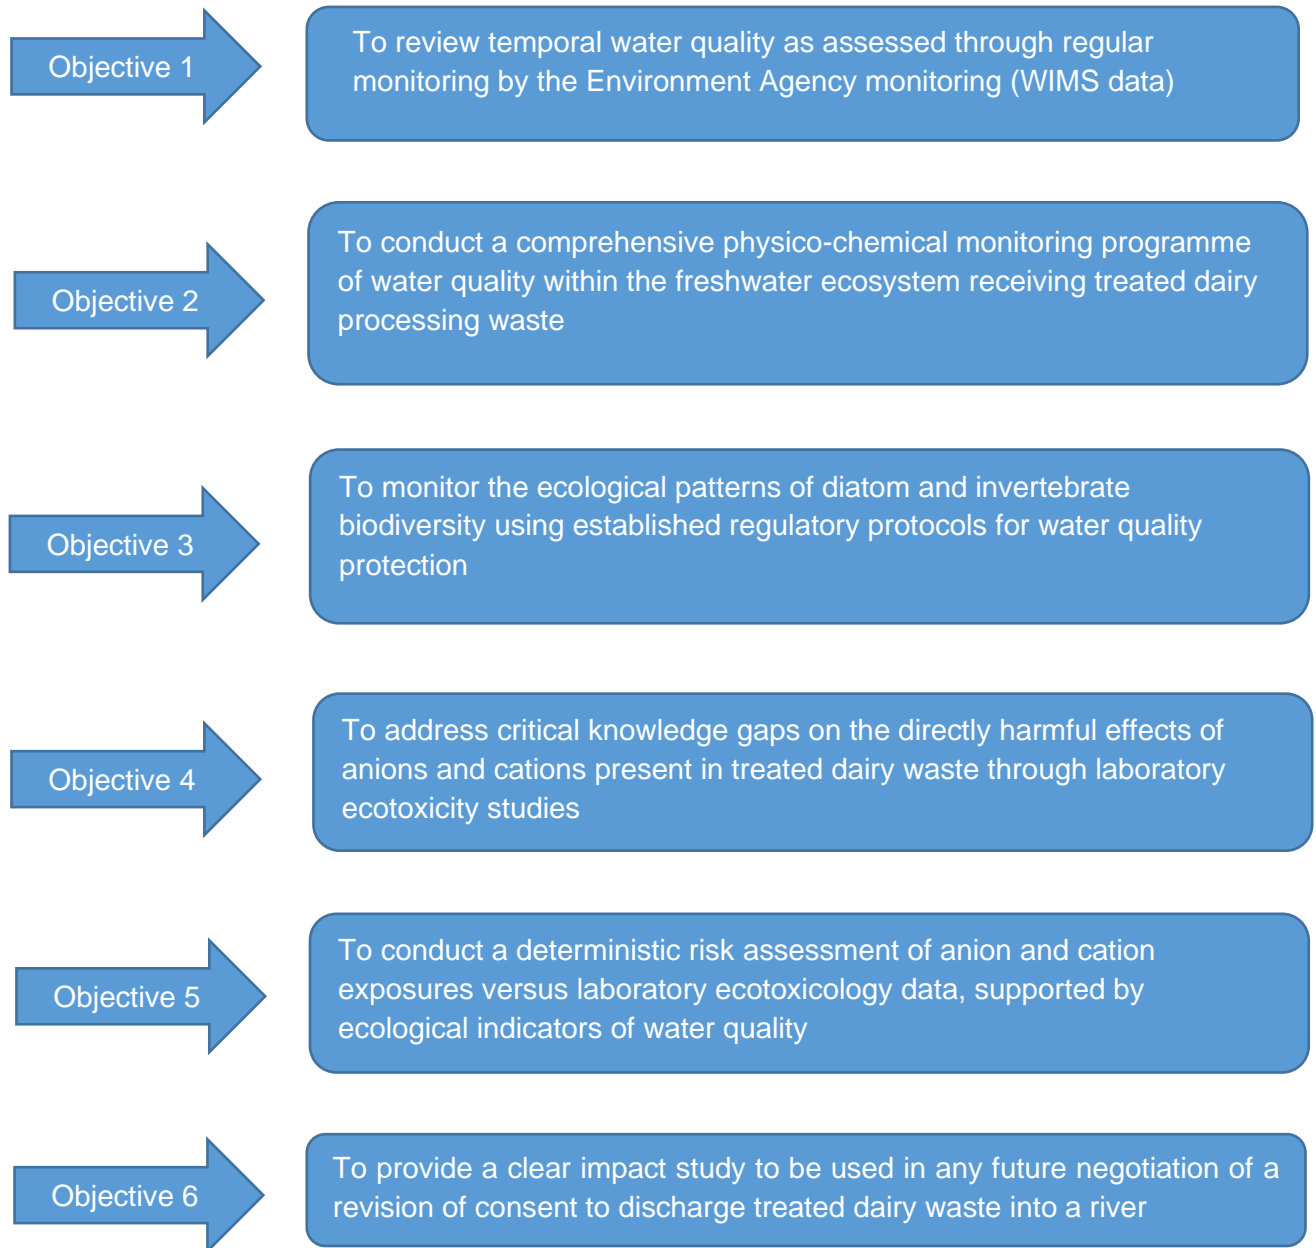 Objective 1
To review temporal water quality as assessed through regular
monitoring by the Environment Agency monitoring (WIMS data)
Objective 2
To conduct a comprehensive physico-chemical monitoring programme
of water quality within the freshwater ecosystem receiving treated dairy
processing waste
Objective 3
To monitor the ecological patterns of diatom and invertebrate
biodiversity using established regulatory protocols for water quality
protection
Objective 4
To address critical knowledge gaps on the directly harmful effects of
anions and cations present in treated dairy waste through laboratory
ecotoxicity studies
Objective 5
To conduct a deterministic risk assessment of anion and cation
exposures versus laboratory ecotoxicology data, supported by
ecological indicators of water quality
Objective 6
To provide a clear impact study to be used in any future negotiation of a
revision of consent to discharge treated dairy waste into a river